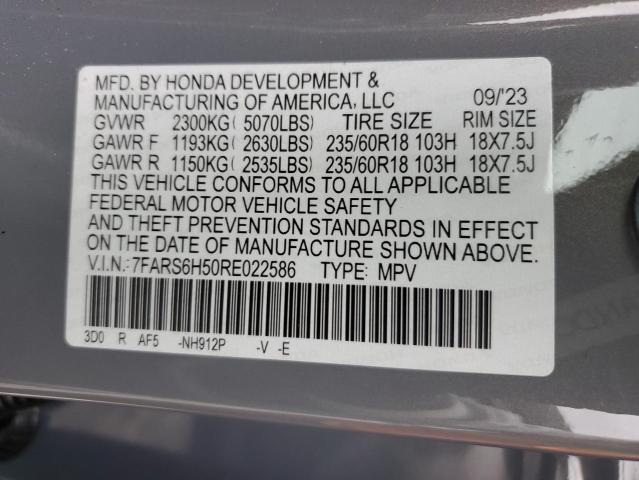 MFD. BY HONDA DEVELOPMENT &
MANUFACTURING OF AMERICA, LLC 09/'23
GVWR 2300KG( 5070LBS) TIRE SIZE RIM SIZE
GAWR F 1193KG( 2630LBS) 235/60R18 103H 18X7.5J
GAWR R 1150KG( 2535LBS) 235/60R18 103H 18X7.5J
THIS VEHICLE CONFORMS TO ALL APPLICABLE
FEDERAL MOTOR VEHICLE SAFETY
AND THEFT PREVENTION STANDARDS IN EFFECT
ON THE DATE OF MANUFACTURE SHOWN ABOVE.
V.I.N.:7FARS6H50RE022586 TYPE: MPV
3D0 R AF5 -NH912P -V -E